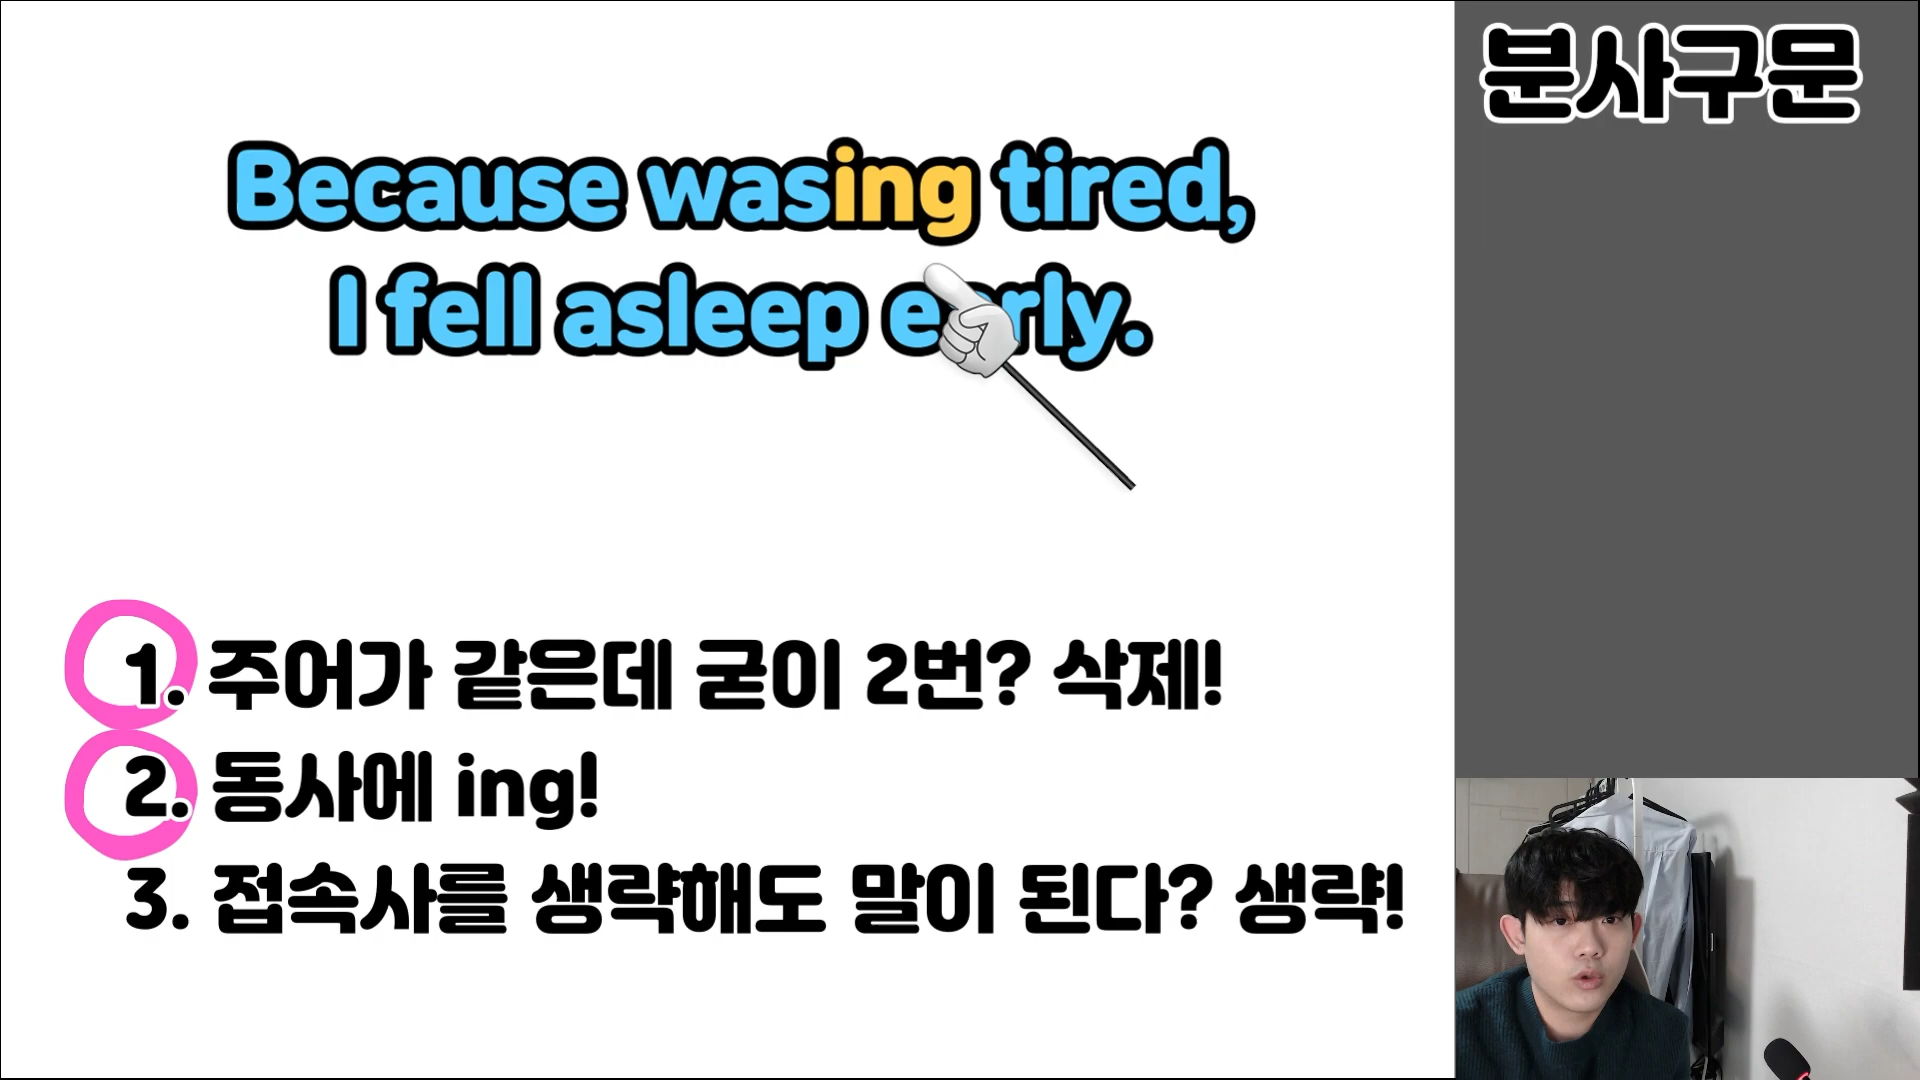 분사구문
Because wasing tired,
I fell asleep early.
1. 주어가 같은데 굳이 2번? 삭제!
2. 동사에 ing!
3. 접속사를 생략해도 말이 된다? 생략!